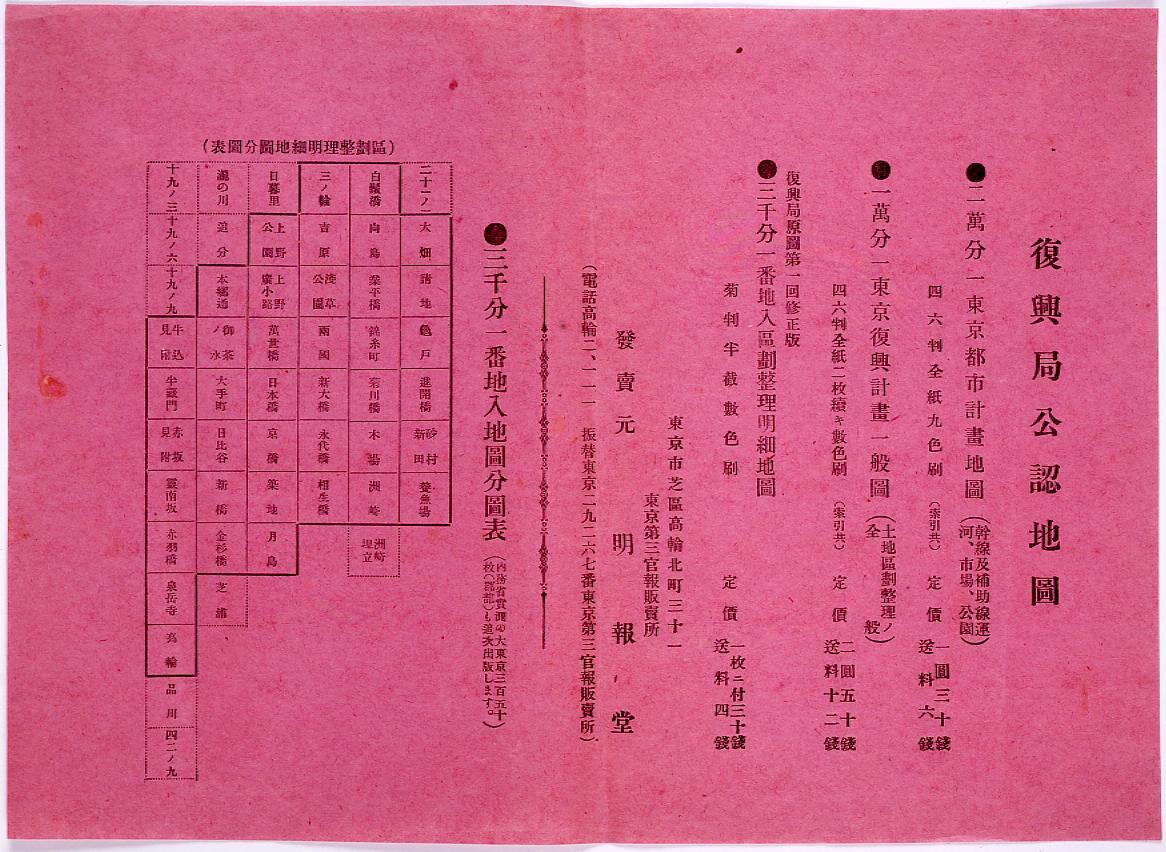 復興局公認地圖
●二萬分一東京都市計畫地圖(幹線及補助線運河、市場、公園)
四六判全紙九色刷(索引共)定價一圓三十錢
送料六錢
●一萬分一東京復興計畫一般圖(土地區劃整理ノ全般)
四六判全紙二枚續キ數色刷(索引共)定價二圓五十錢
送料十二錢
復興局原圖第一回修正版
●三千分一番地入區劃整理明細地圖
菊判半截數色刷定價一枚ニ付三十錢
送料四錢
東京市芝區高輪北町三十一
東京第三官報販賣所
發賣元明報堂
(電話高輪二、一一一 振替東京二九二六七番東京第三官報販賣所)
●三千分一番地入地圖分圖表(內務省實測の大東京三百五十枚(郡部)も追次出版します。)
(區劃整理明細地圖分圖表)
二十一ノ一
大畑
請地
龜戶
進開橋
砂村新田
養魚場
白鬚橋
向島
業平橋
錦糸町
菊川橋
木場
洲崎
洲崎埋立
三ノ輪
吉原
淺草公園
兩國
新大橋
永代橋
相生橋
日暮里
上野公園
上野廣小路
萬世橋
日本橋
京橋
築地
月島
瀧の川
追分
本鄉通
御茶ノ水
大手町
日比谷
新橋
金杉橋
芝浦
十九ノ三
十九ノ六
十九ノ九
牛込見附
半藏門
赤坂見附
靈南坂
赤羽橋
泉岳寺
高輪
品川
四二ノ九